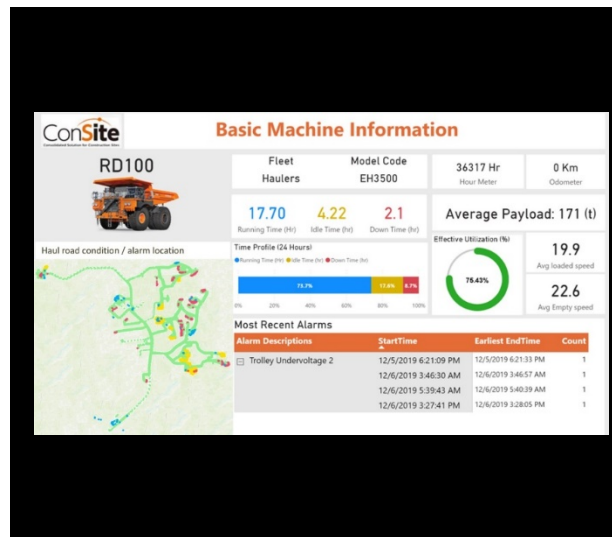 ConSite
Consolidated Solution for Construction Sites
Basic Machine Information
RD100
Fleet
Haulers
Model Code
EH3500
36317 Hr
Hour Meter
0 Km
Odometer
17.70
Running Time (Hr)
4.22
Idle Time (hr)
2.1
Down Time (hr)
Average Payload: 171 (t)
Haul road condition / alarm location
Time Profile (24 Hours)
Running Time (Hr) Idle Time (hr) Down Time (hr)
73.7% 17.6% 8.7%
0% 20% 40% 60% 80% 100%
Effective Utilization (%)
75.43%
19.9
Avg loaded speed
22.6
Avg Empty speed
Most Recent Alarms
Alarm Descriptions StartTime Earliest EndTime Count
Trolley Undervoltage 2 12/5/2019 6:21:09 PM 12/5/2019 6:21:33 PM 1
12/6/2019 3:46:30 AM 12/6/2019 3:46:57 AM 1
12/6/2019 5:39:43 AM 12/6/2019 5:40:39 AM 1
12/6/2019 3:27:41 PM 12/6/2019 3:28:05 PM 1